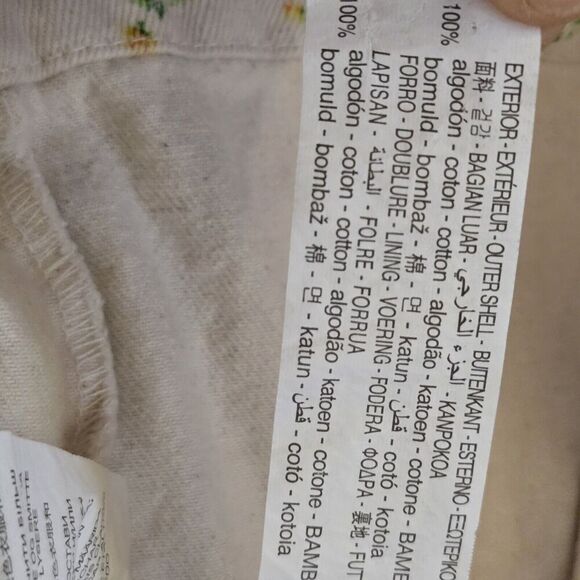 EXTERIOR - EXTÉRIEUR - OUTER SHELL - BUITENKANT - ESTERNO - ΕΞΩΤΕΡΙΚΟ
面料 - 겉감 - BAGIAN LUAR - الجزء الخارجي - KANPOKOA
100% algodón - coton - cotton - algodão - katoen - cotone - BAMB
bomuld - bombaž - 棉 - 면 - katun - قطن - cotó - kotoia
FORRO - DOUBLURE - LINING - VOERING - FODERA - ΦΟΔΡΑ - 裏地 - FUT
LAPISAN - البطانة - FOLRE - FORRUA
100% algodón - coton - cotton - algodão - katoen - cotone - BAMB
bomuld - bombaž - 棉 - 면 - katun - قطن - cotó - kotoia